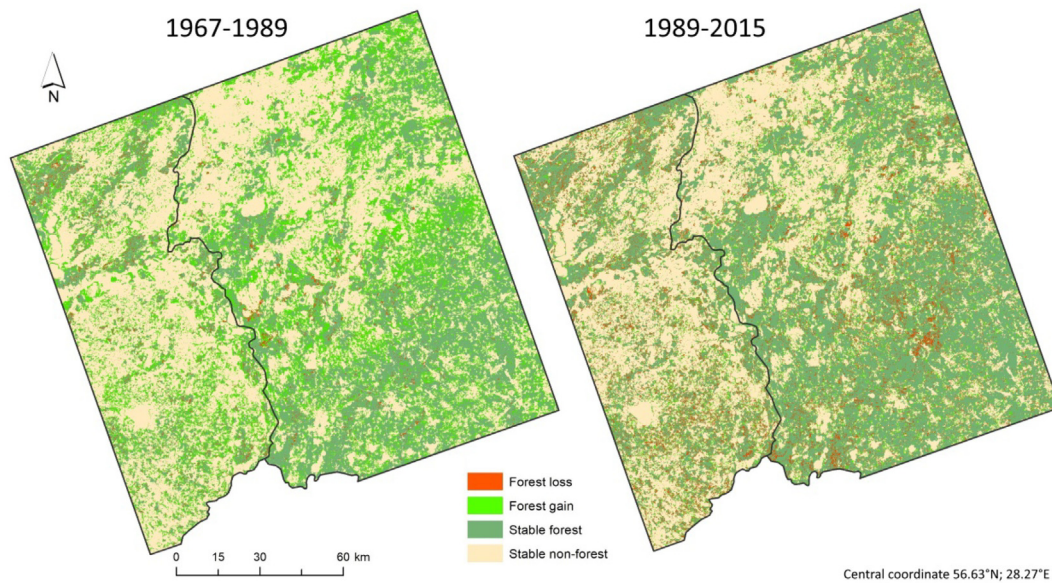 1967-1989
1989-2015
N
Forest loss
Forest gain
Stable forest
Stable non-forest
0 15 30 60 km
Central coordinate 56.63°N; 28.27°E